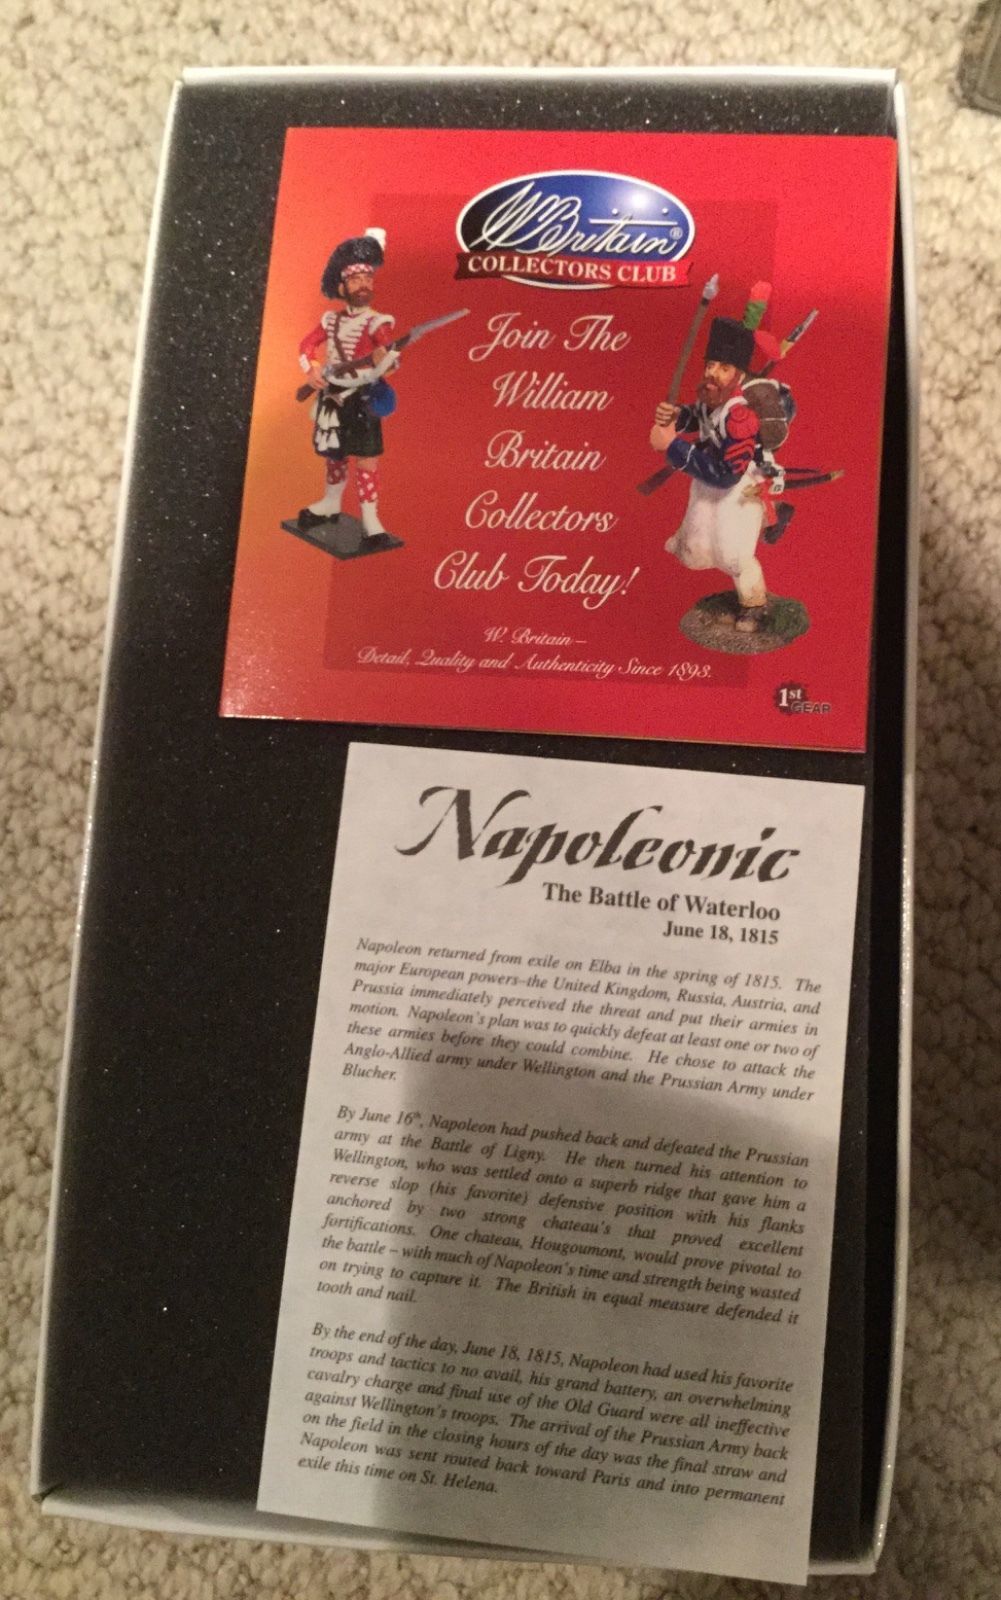 W Britain®
COLLECTORS CLUB
Join The
William
Britain
Collectors
Club Today!
W. Britain–
Detail, Quality and Authenticity Since 1893.
1st
GEAR
Napoleonic
The Battle of Waterloo
June 18, 1815
Napoleon returned from exile on Elba in the spring of 1815. The
major European powers–the United Kingdom, Russia, Austria, and
Prussia immediately perceived the threat and put their armies in
motion. Napoleon's plan was to quickly defeat at least one or two of
these armies before they could combine. He chose to attack the
Anglo-Allied army under Wellington and the Prussian Army under
Blucher.
By June 16th, Napoleon had pushed back and defeated the Prussian
army at the Battle of Ligny. He then turned his attention to
Wellington, who was settled onto a superb ridge that gave him a
reverse slop (his favorite) defensive position with his flanks
anchored by two strong chateau's that proved excellent
fortifications. One chateau, Hougoumont, would prove pivotal to
the battle – with much of Napoleon's time and strength being wasted
on trying to capture it. The British in equal measure defended it
tooth and nail.
By the end of the day, June 18, 1815, Napoleon had used his favorite
troops and tactics to no avail, his grand battery, an overwhelming
cavalry charge and final use of the Old Guard were all ineffective
against Wellington's troops. The arrival of the Prussian Army back
on the field in the closing hours of the day was the final straw and
Napoleon was sent routed back toward Paris and into permanent
exile this time on St. Helena.